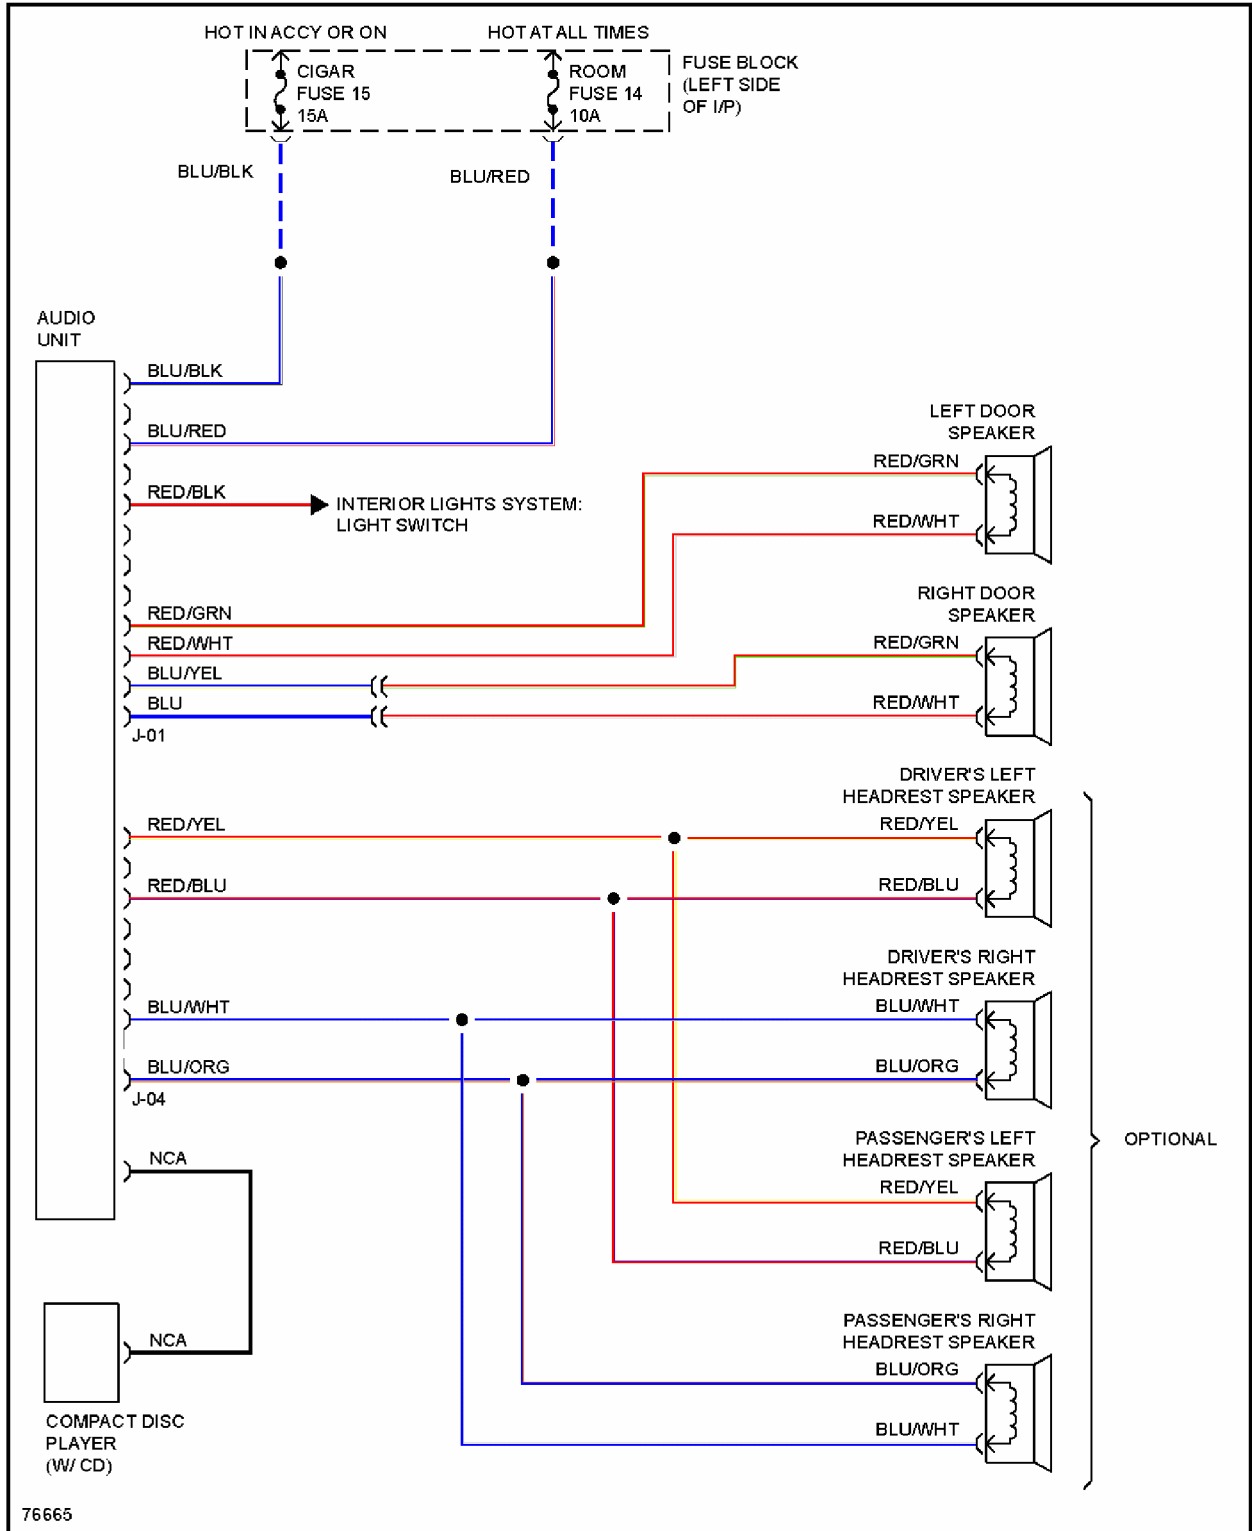 HOT IN ACCY OR ON
HOT AT ALL TIMES
CIGAR
FUSE 15
15A
ROOM
FUSE 14
10A
FUSE BLOCK
(LEFT SIDE
OF I/P)
BLU/BLK
BLU/RED
AUDIO
UNIT
BLU/BLK
BLU/RED
RED/BLK
INTERIOR LIGHTS SYSTEM:
LIGHT SWITCH
RED/GRN
RED/WHT
BLU/YEL
BLU
J-01
LEFT DOOR
SPEAKER
RED/GRN
RED/WHT
RIGHT DOOR
SPEAKER
RED/GRN
RED/WHT
RED/YEL
RED/BLU
BLU/WHT
BLU/ORG
J-04
DRIVER'S LEFT
HEADREST SPEAKER
RED/YEL
RED/BLU
DRIVER'S RIGHT
HEADREST SPEAKER
BLU/WHT
BLU/ORG
PASSENGER'S LEFT
HEADREST SPEAKER
RED/YEL
RED/BLU
PASSENGER'S RIGHT
HEADREST SPEAKER
BLU/ORG
BLU/WHT
OPTIONAL
NCA
NCA
COMPACT DISC
PLAYER
(W/ CD)
76665